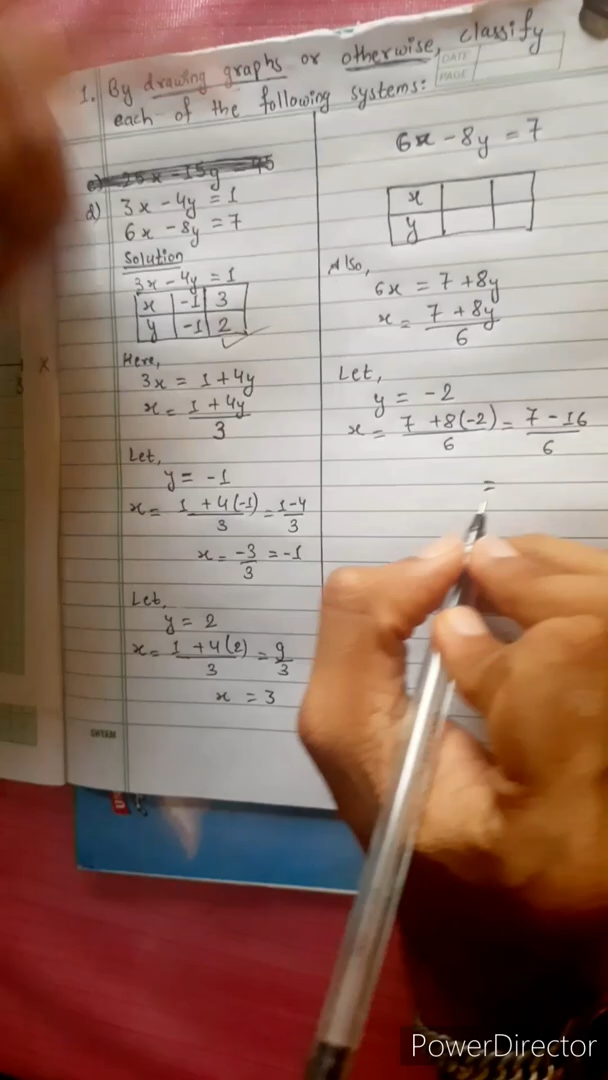 1. By drawing graphs or otherwise, classify
each of the following systems:
DATE
PAGE
d) 3x - 4y = 1
6x - 8y = 7
Solution
3x - 4y = 1
x -1 3
y -1 2
Here,
3x = 1 + 4y
x = 1 + 4y / 3
Let,
y = -1
x = 1 + 4(-1) / 3 = 1-4 / 3
x = -3 / 3 = -1
Let,
y = 2
x = 1 + 4(2) / 3 = 9 / 3
x = 3
6x - 8y = 7
x
y
Also,
6x = 7 + 8y
x = 7 + 8y / 6
Let,
y = -2
x = 7 + 8(-2) / 6 = 7 - 16 / 6
=
PowerDirector